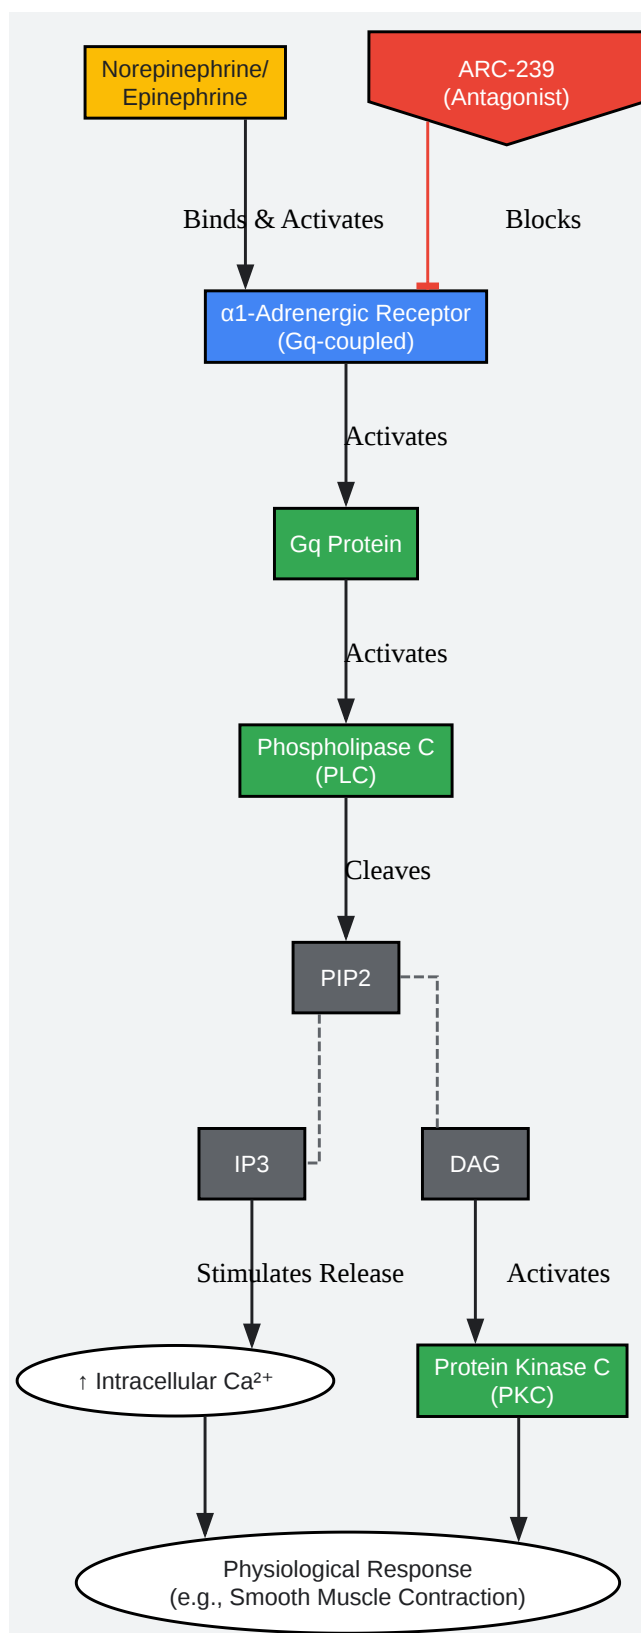 Norepinephrine/
Epinephrine
ARC-239
(Antagonist)
Binds & Activates
Blocks
α1-Adrenergic Receptor
(Gq-coupled)
Activates
Gq Protein
Activates
Phospholipase C
(PLC)
Cleaves
PIP2
IP3
DAG
Stimulates Release
Activates
↑ Intracellular Ca²⁺
Protein Kinase C
(PKC)
Physiological Response
(e.g., Smooth Muscle Contraction)